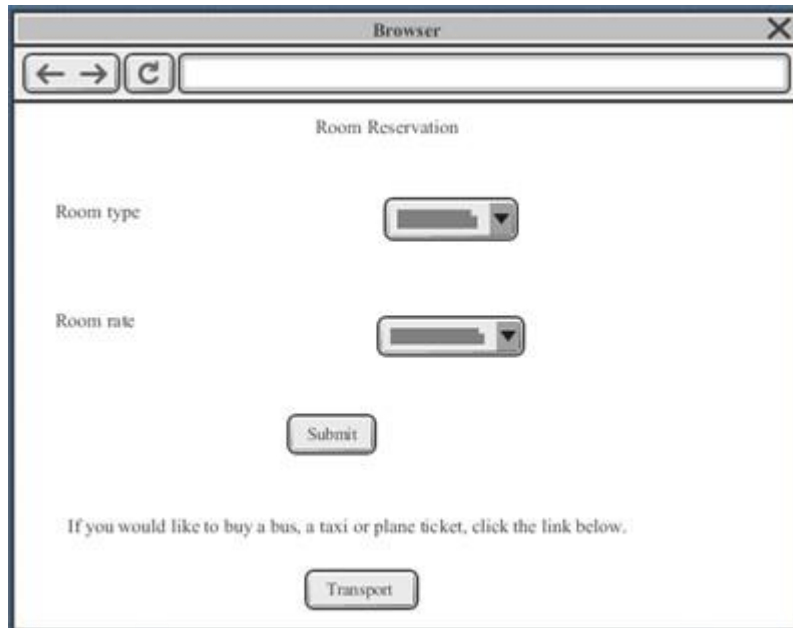 Browser
Room Reservation
Room type
Room rate
Submit
If you would like to buy a bus, a taxi or plane ticket, click the link below.
Transport